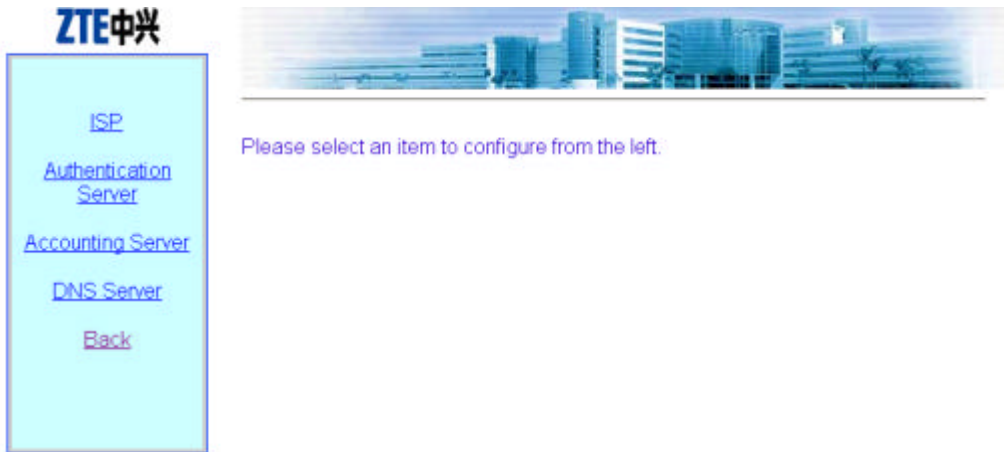 ZTE中兴
ISP
Authentication
Server
Accounting Server
DNS Server
Back
Please select an item to configure from the left.